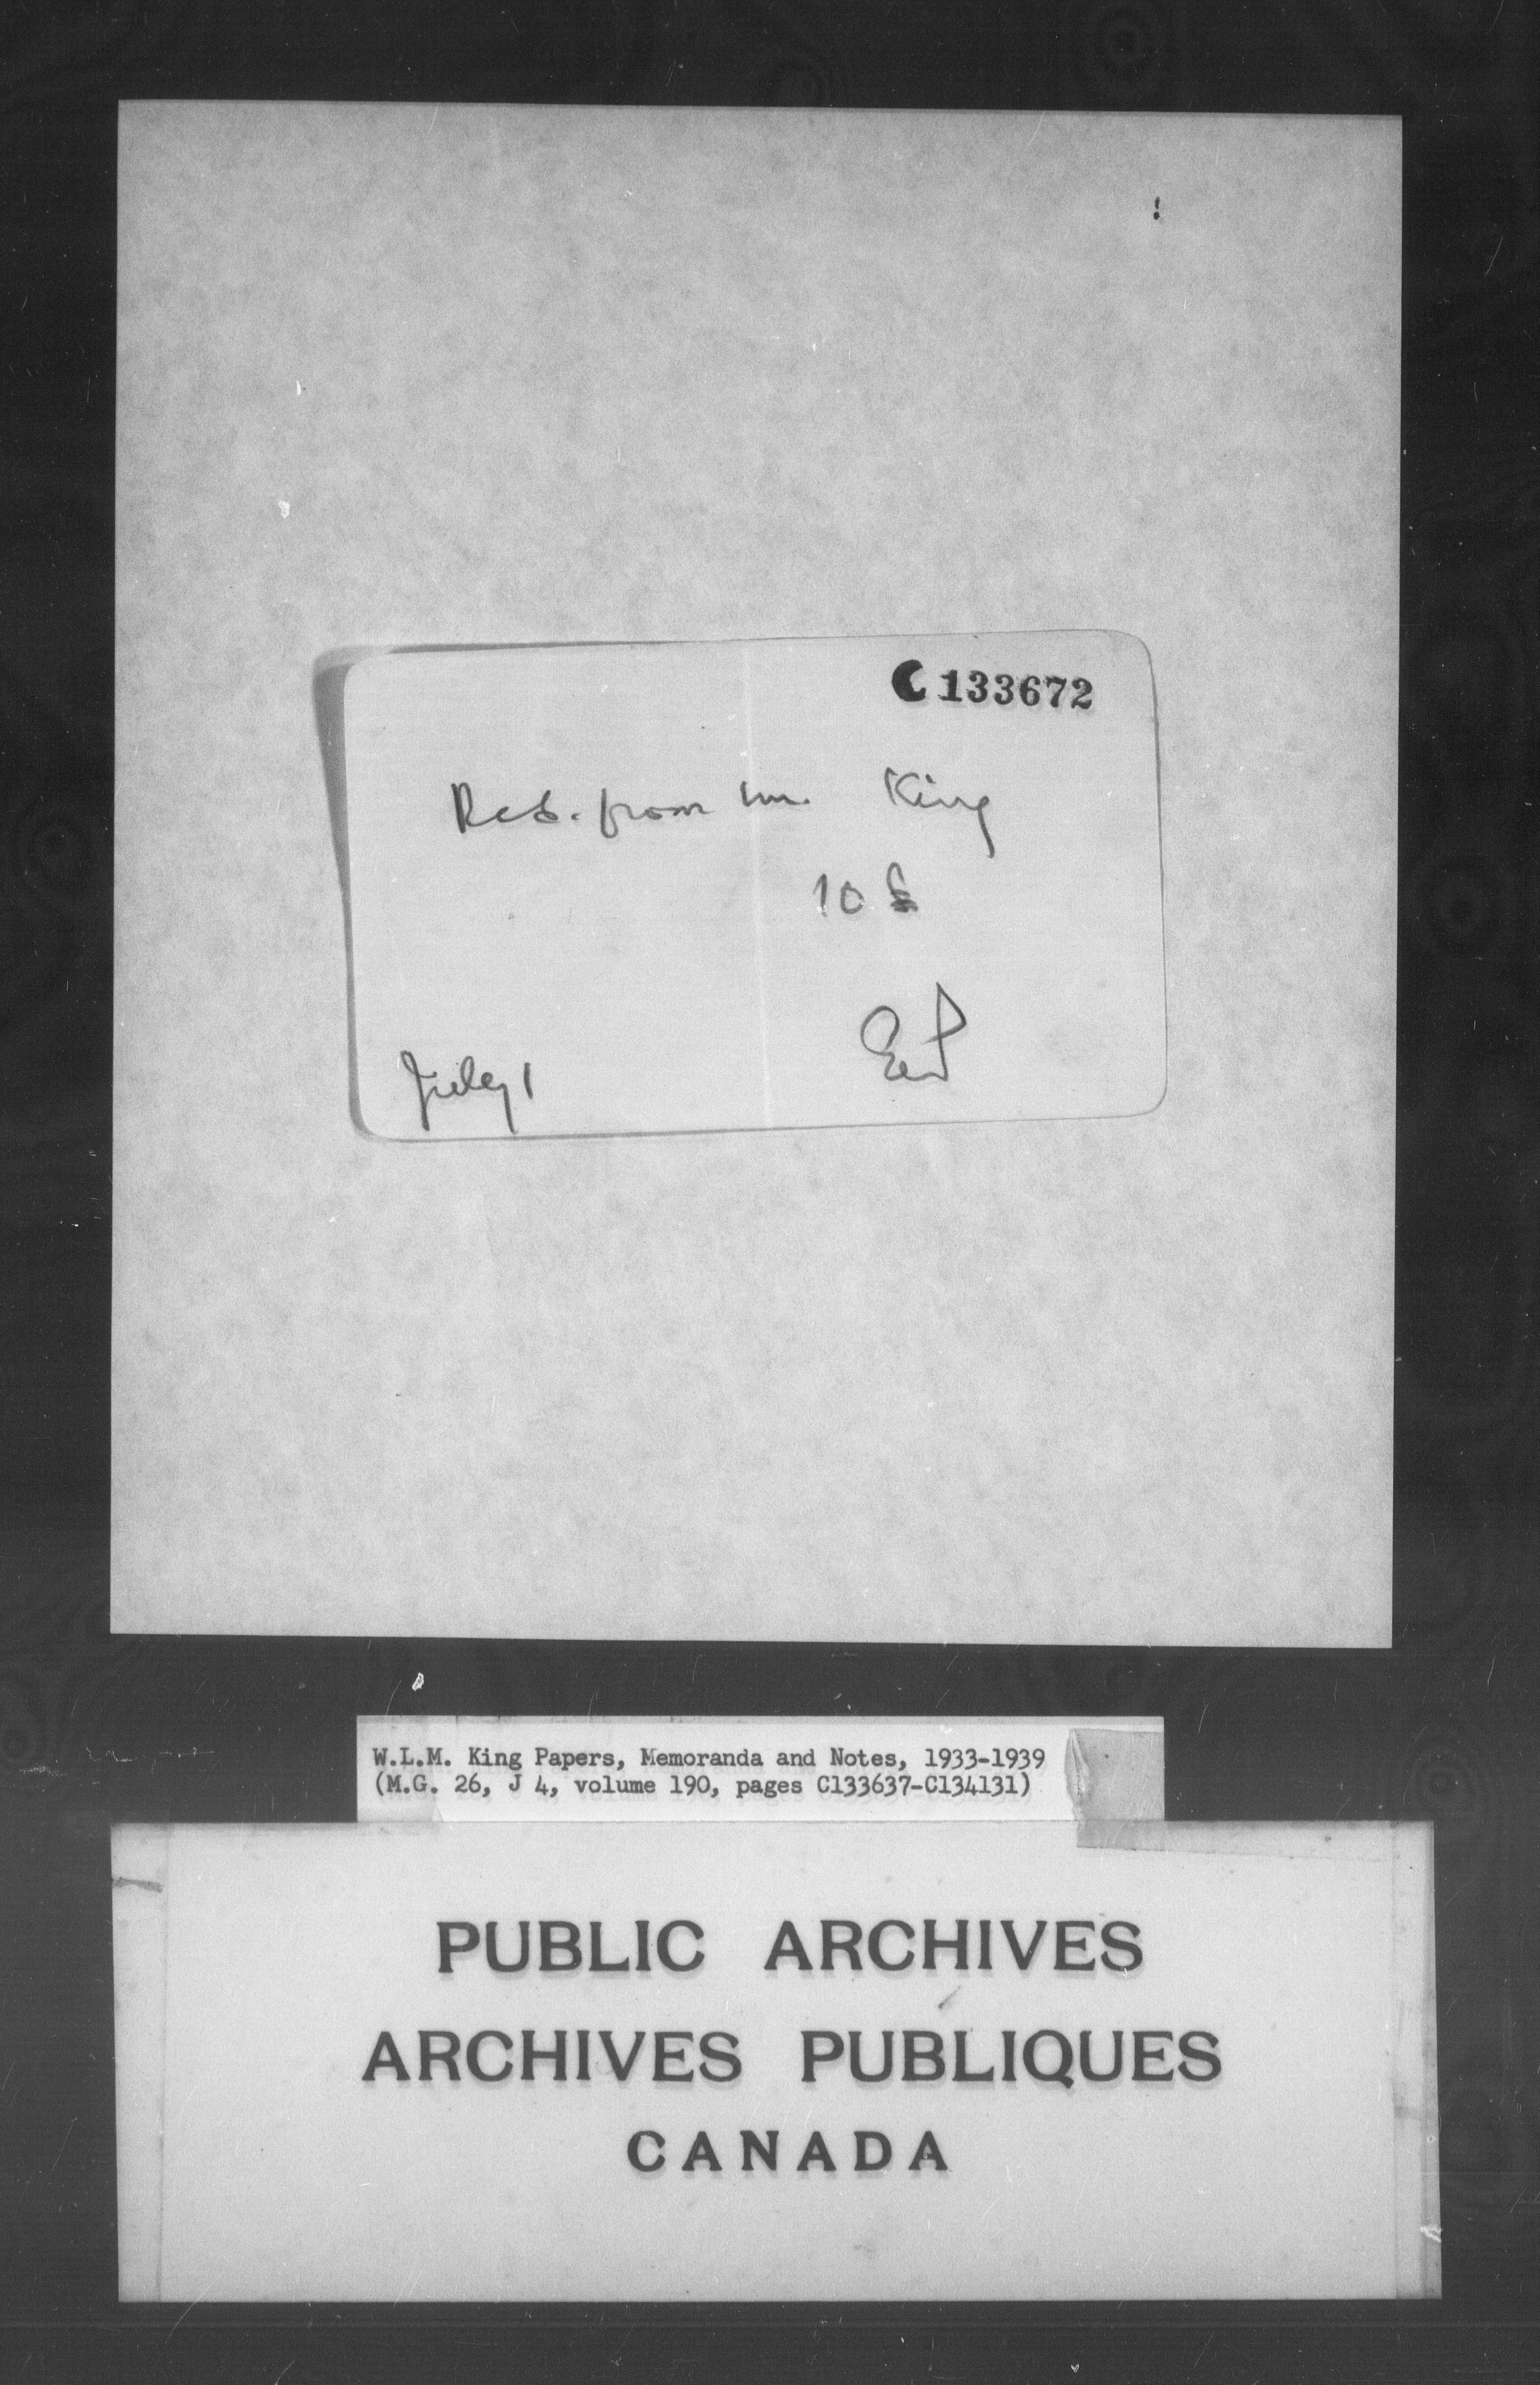 C133672
Rec. from Mr. King
10 £
July 1
W.L.M. King Papers, Memoranda and Notes, 1933-1939
(M.G. 26, J 4, volume 190, pages C133637-C134131)
PUBLIC ARCHIVES
ARCHIVES PUBLIQUES
CANADA